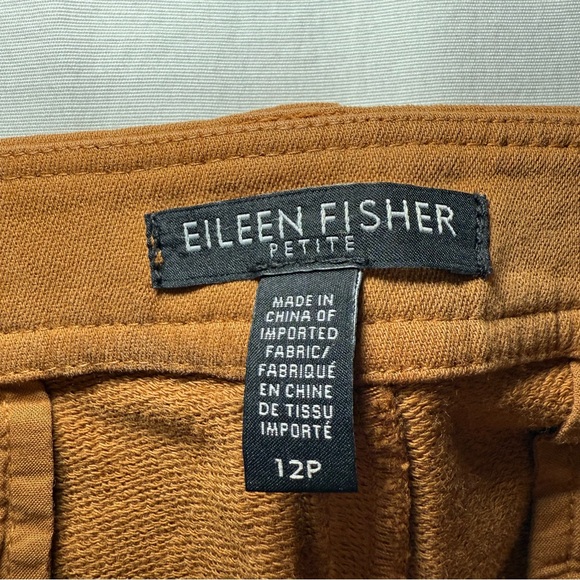 EILEEN FISHER
PETITE
MADE IN
CHINA OF
IMPORTED
FABRIC/
FABRIQUÉ
EN CHINE
DE TISSU
IMPORTÉ
12P